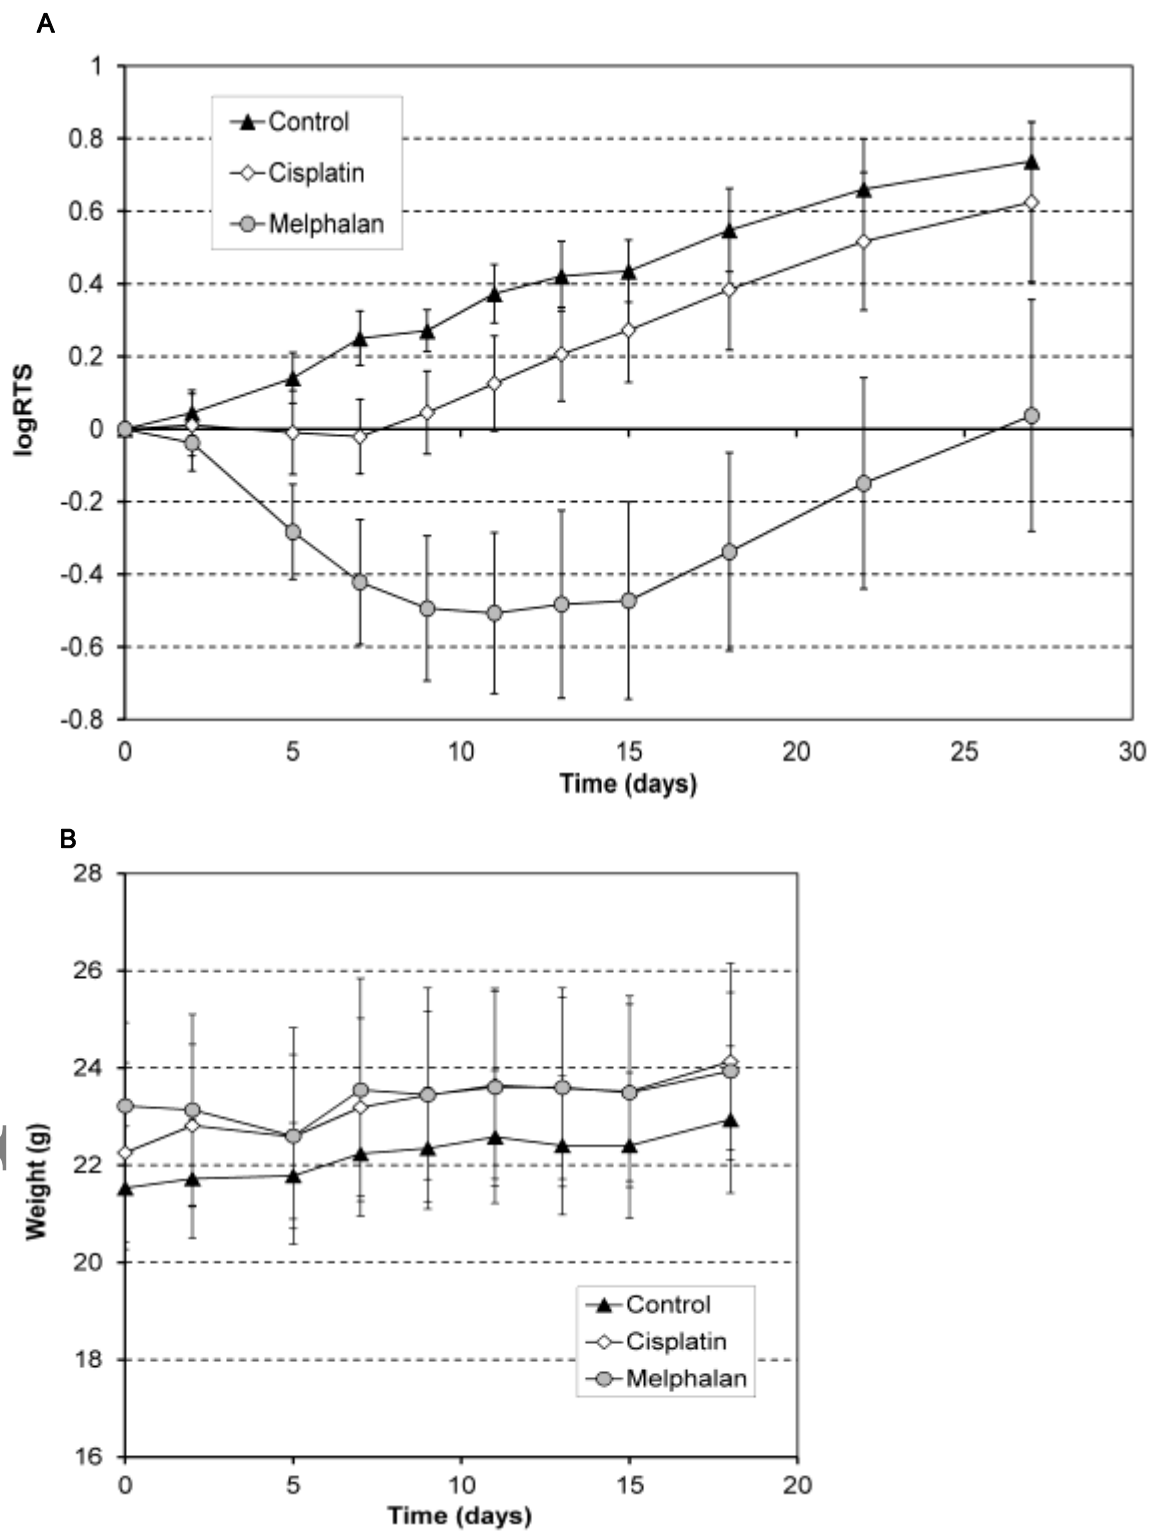 A
1
0.8
0.6
0.4
0.2
0
-0.2
-0.4
-0.6
-0.8
logRTS
Control
Cisplatin
Melphalan
0 5 10 15 20 25 30
Time (days)
B
28
26
24
22
20
18
16
Weight (g)
Control
Cisplatin
Melphalan
0 5 10 15 20
Time (days)